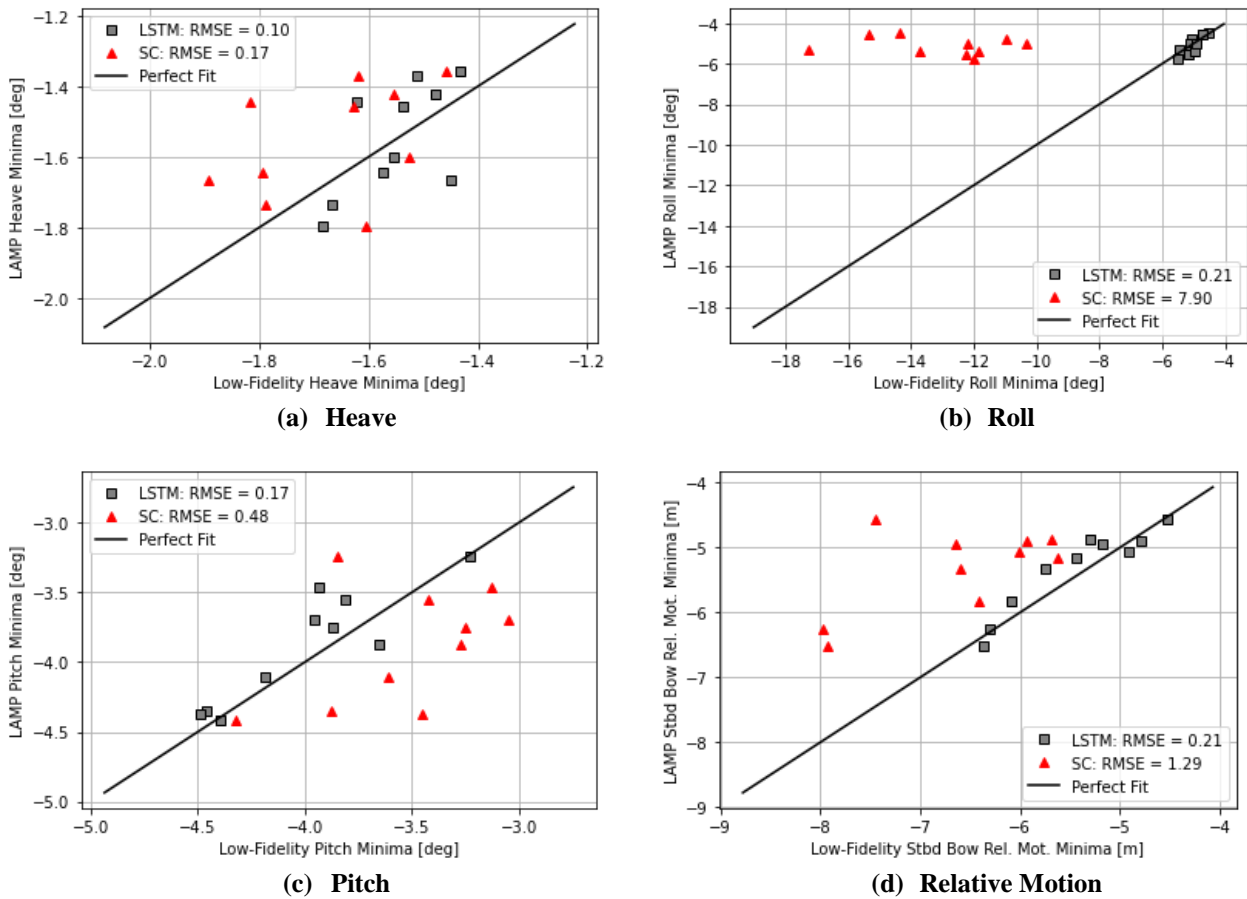 −1.2
−1.4
−1.6
−1.8
−2.0
LAMP Heave Minima [deg]
LSTM: RMSE = 0.10
SC: RMSE = 0.17
Perfect Fit
−2.0 −1.8 −1.6 −1.4 −1.2
Low-Fidelity Heave Minima [deg]
(a) Heave
−4
−6
−8
−10
−12
−14
−16
−18
LAMP Roll Minima [deg]
LSTM: RMSE = 0.21
SC: RMSE = 7.90
Perfect Fit
−18 −16 −14 −12 −10 −8 −6 −4
Low-Fidelity Roll Minima [deg]
(b) Roll
−3.0
−3.5
−4.0
−4.5
−5.0
LAMP Pitch Minima [deg]
LSTM: RMSE = 0.17
SC: RMSE = 0.48
Perfect Fit
−5.0 −4.5 −4.0 −3.5 −3.0
Low-Fidelity Pitch Minima [deg]
(c) Pitch
−4
−5
−6
−7
−8
−9
LAMP Stbd Bow Rel. Mot. Minima [m]
LSTM: RMSE = 0.21
SC: RMSE = 1.29
Perfect Fit
−9 −8 −7 −6 −5 −4
Low-Fidelity Stbd Bow Rel. Mot. Minima [m]
(d) Relative Motion